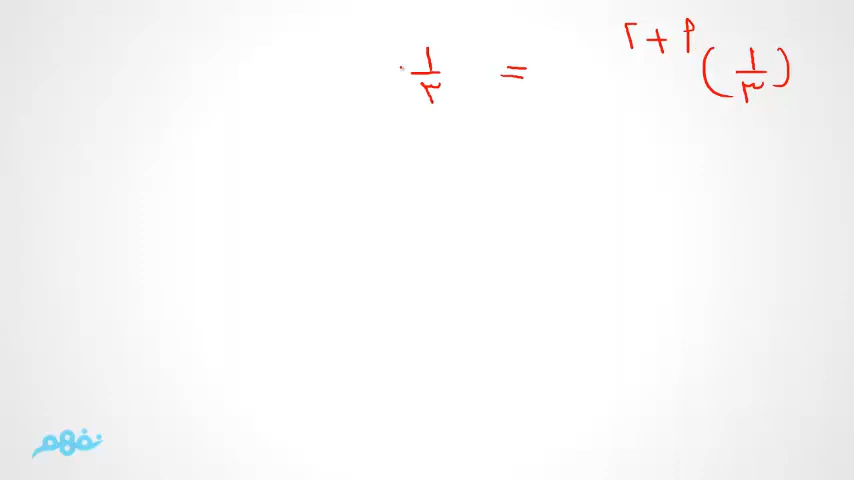 (١/٣)^(م + ٢) = ١/٣
نفهم